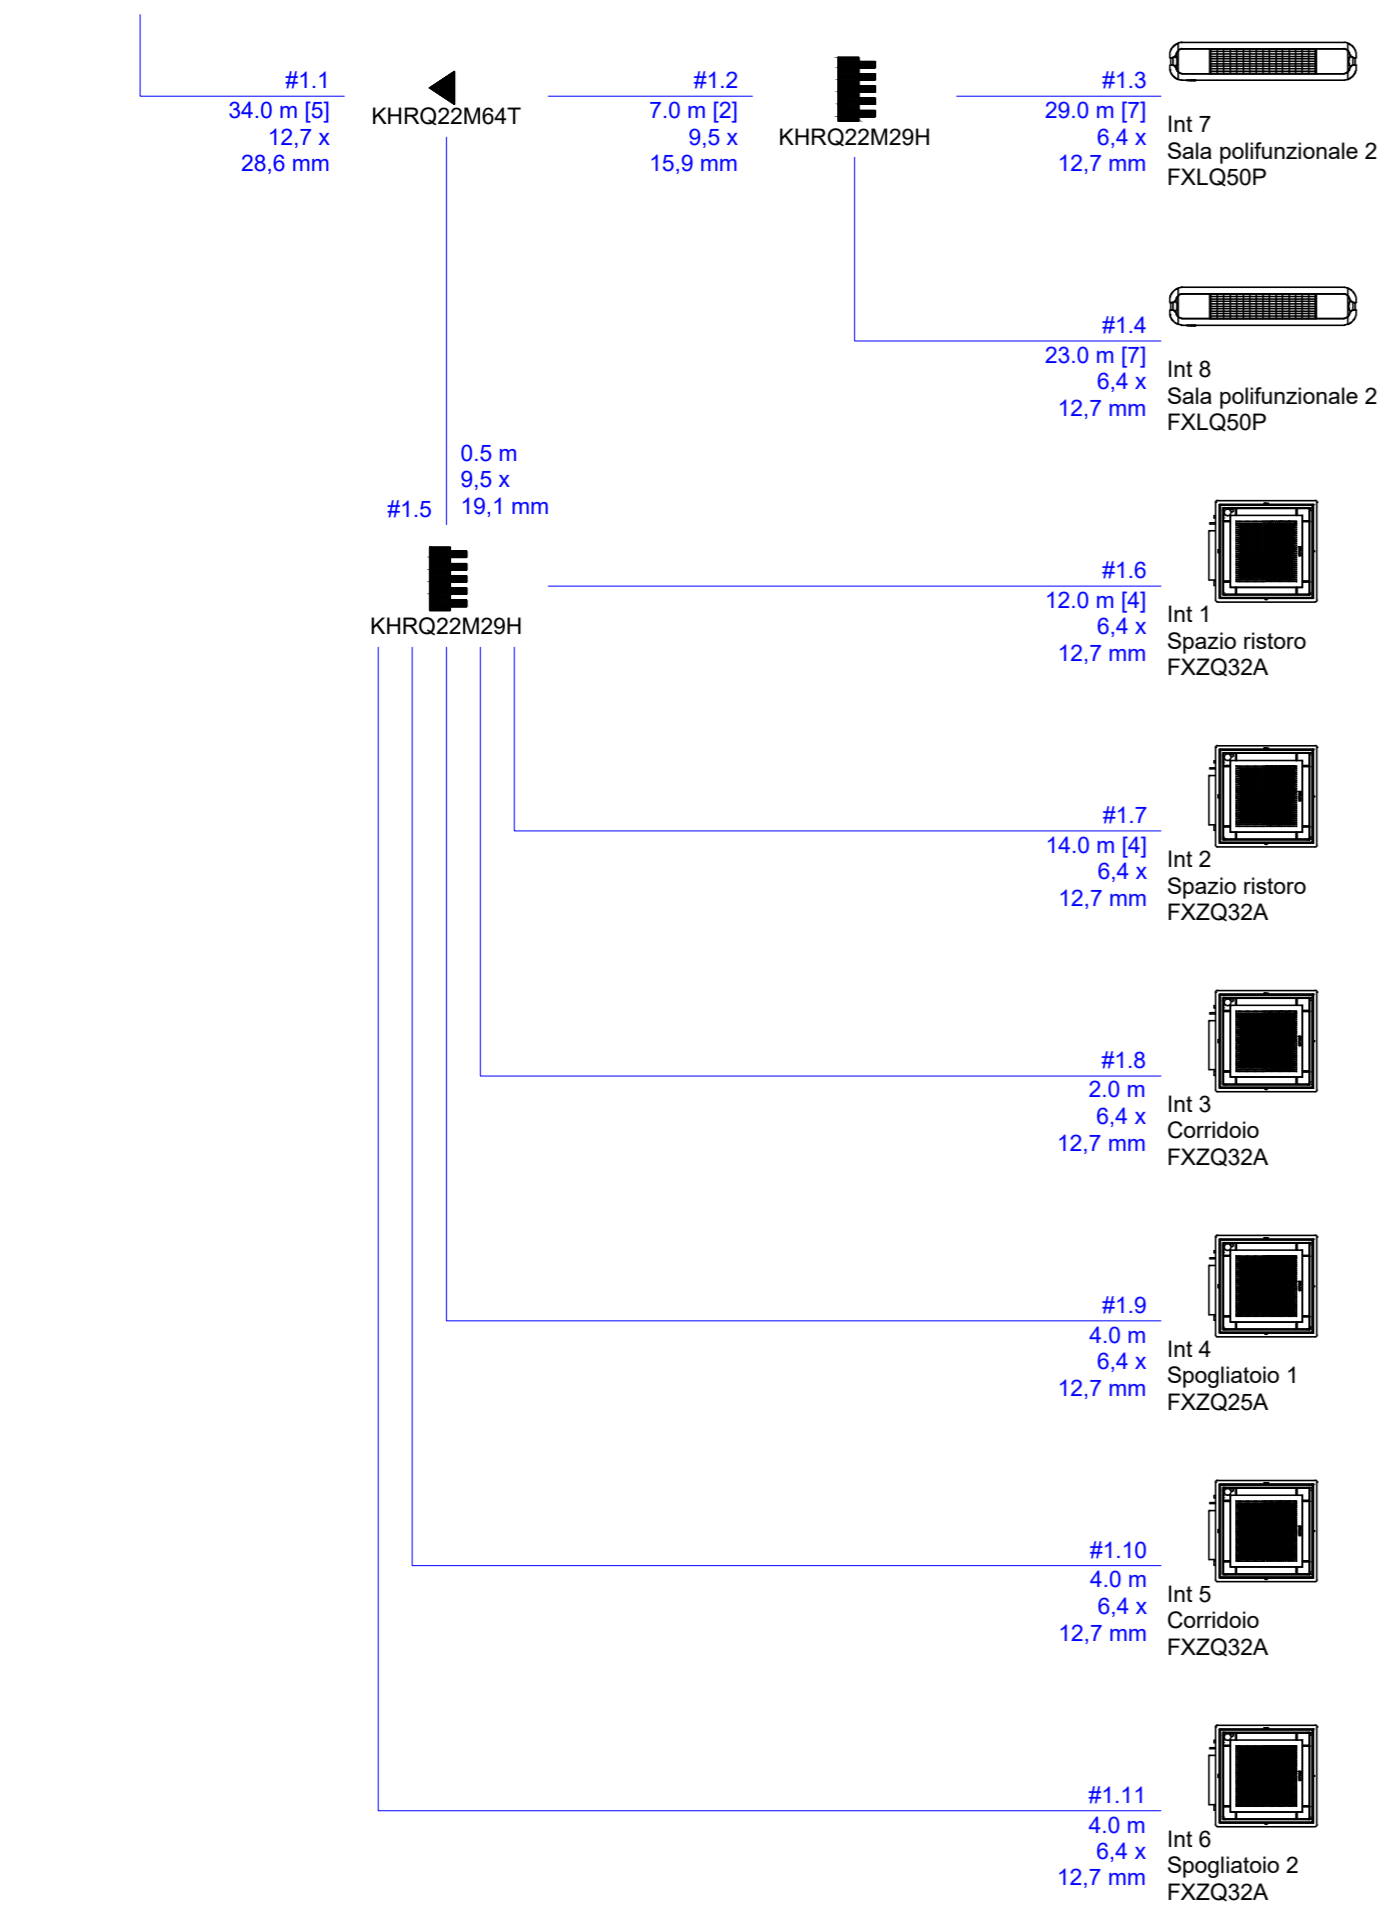 #1.1
34.0 m [5]
12,7 x
28,6 mm
KHRQ22M64T
#1.2
7.0 m [2]
9,5 x
15,9 mm
KHRQ22M29H
#1.3
29.0 m [7]
6,4 x
12,7 mm
Int 7
Sala polifunzionale 2
FXLQ50P
#1.4
23.0 m [7]
6,4 x
12,7 mm
Int 8
Sala polifunzionale 2
FXLQ50P
0.5 m
9,5 x
19,1 mm
#1.5
KHRQ22M29H
#1.6
12.0 m [4]
6,4 x
12,7 mm
Int 1
Spazio ristoro
FXZQ32A
#1.7
14.0 m [4]
6,4 x
12,7 mm
Int 2
Spazio ristoro
FXZQ32A
#1.8
2.0 m
6,4 x
12,7 mm
Int 3
Corridoio
FXZQ32A
#1.9
4.0 m
6,4 x
12,7 mm
Int 4
Spogliatoio 1
FXZQ25A
#1.10
4.0 m
6,4 x
12,7 mm
Int 5
Corridoio
FXZQ32A
#1.11
4.0 m
6,4 x
12,7 mm
Int 6
Spogliatoio 2
FXZQ32A